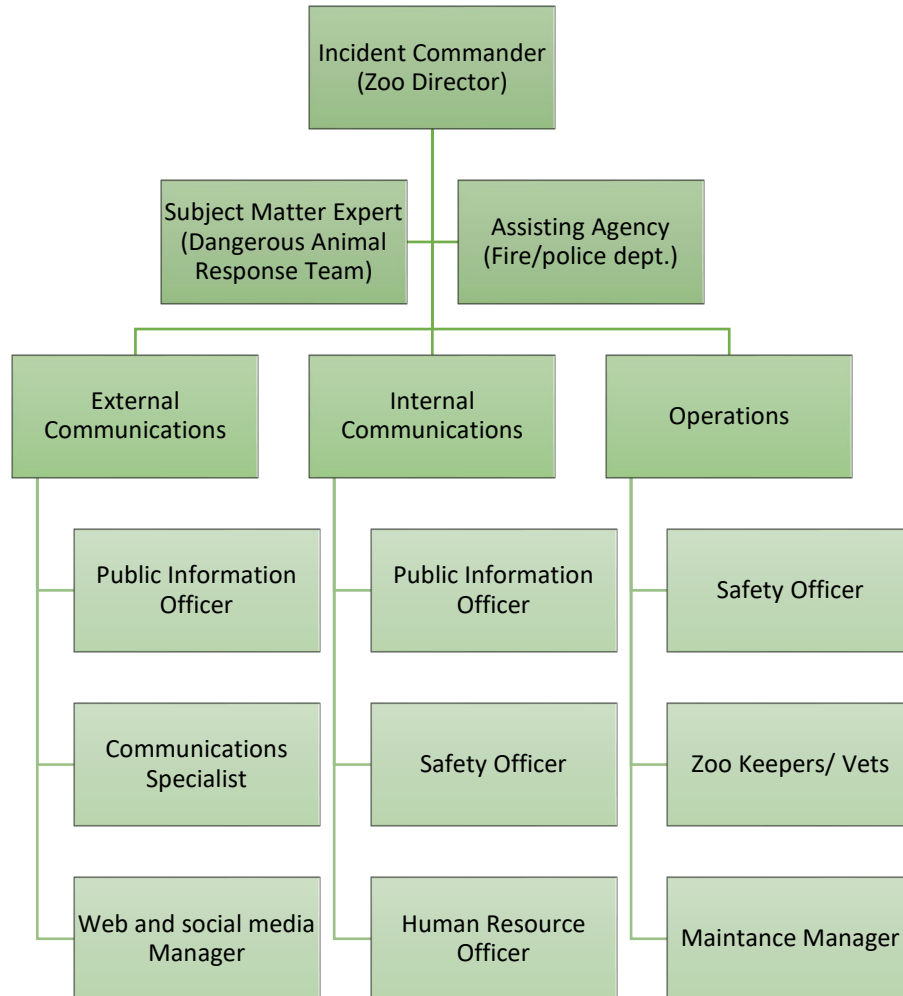 Incident Commander
(Zoo Director)
Subject Matter Expert
(Dangerous Animal
Response Team)
Assisting Agency
(Fire/police dept.)
External
Communications
Internal
Communications
Operations
Public Information
Officer
Public Information
Officer
Safety Officer
Communications
Specialist
Safety Officer
Zoo Keepers/ Vets
Web and social media
Manager
Human Resource
Officer
Maintance Manager